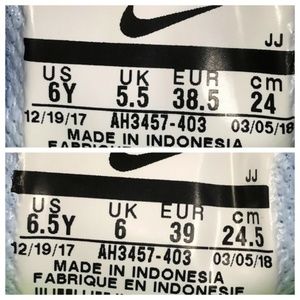 JJ
US UK EUR cm
6Y 5.5 38.5 24
12/19/17 AH3457-403 03/05/18
MADE IN INDONESIA
FABRIQUE
JJ
US UK EUR cm
6.5Y 6 39 24.5
12/19/17 AH3457-403 03/05/18
MADE IN INDONESIA
FABRIQUE EN INDONESIE